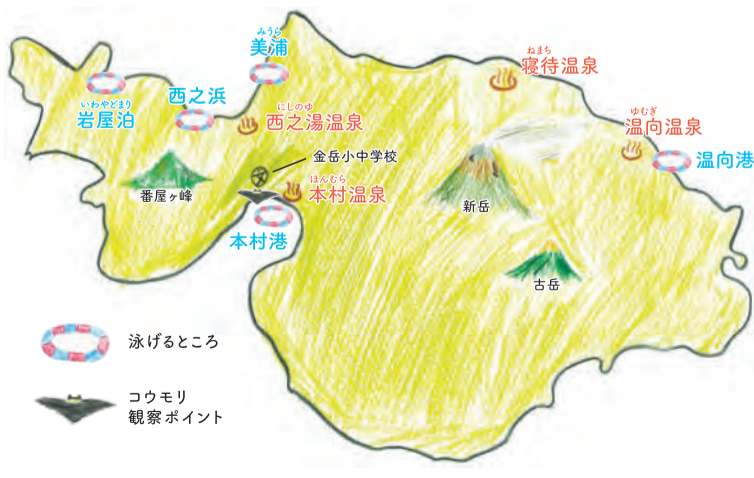 みうら
美浦
ねまち
寝待温泉
いわやどまり
岩屋泊
西之浜
にしのゆ
西之湯温泉
ゆむぎ
温向温泉
温向港
金岳小中学校
ほんむら
本村温泉
番屋ヶ峰
新岳
本村港
古岳
泳げるところ
コウモリ
観察ポイント